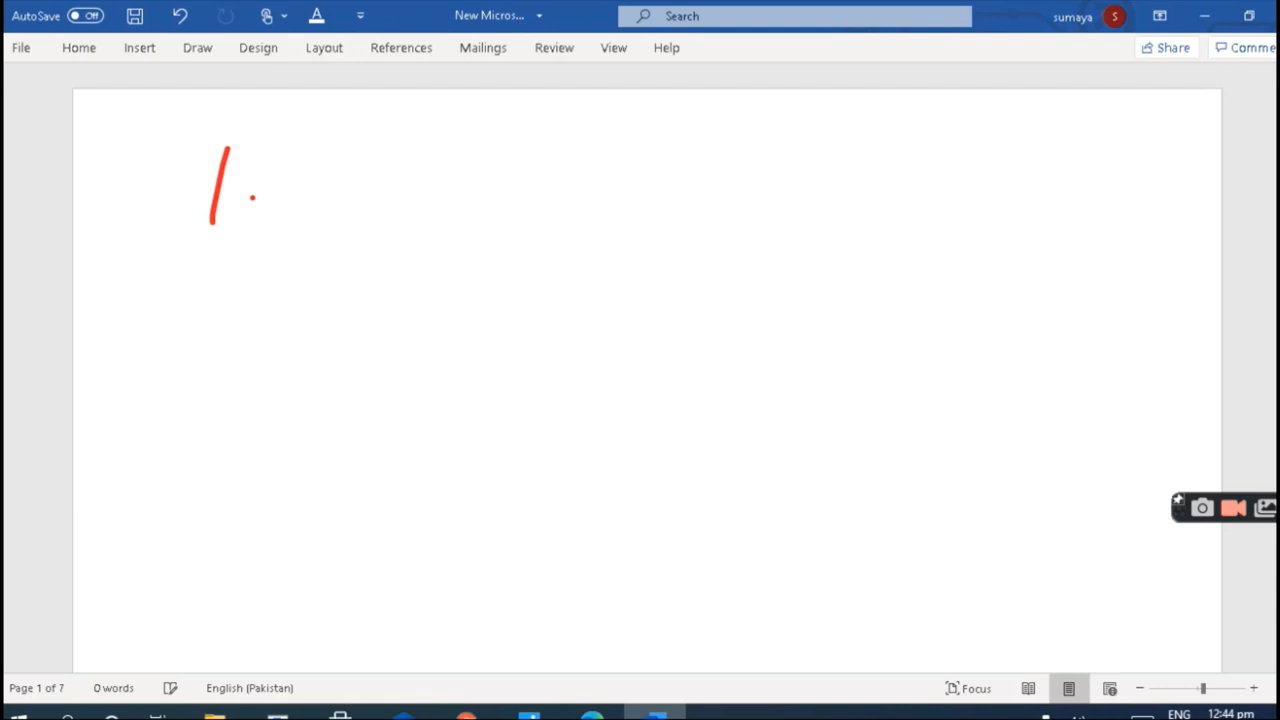 AutoSave Off New Micros... Search sumaya S
File Home Insert Draw Design Layout References Mailings Review View Help Share Comme
Page 1 of 7 0 words English (Pakistan) Focus
ENG 12:44 pm